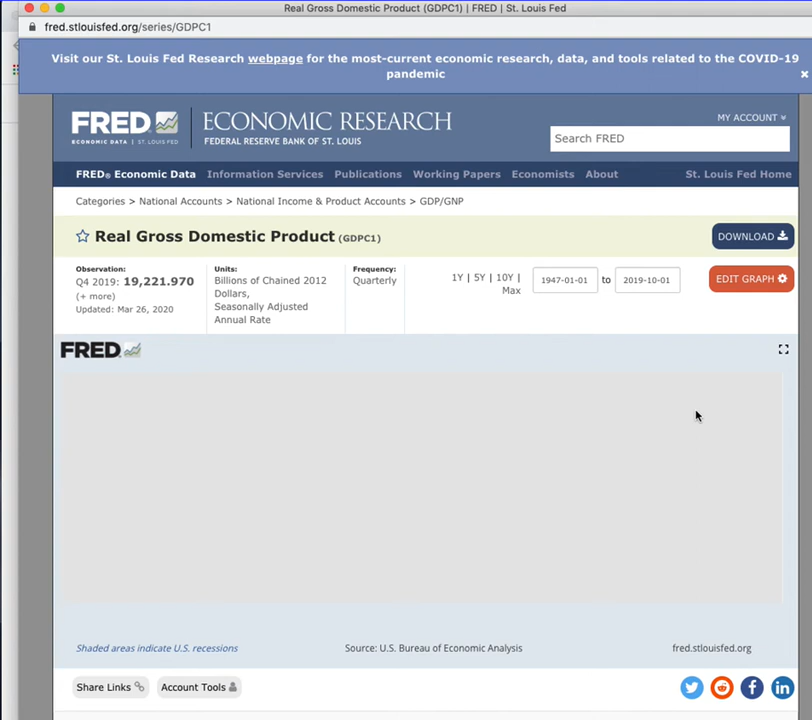 Real Gross Domestic Product (GDPC1) | FRED | St. Louis Fed
fred.stlouisfed.org/series/GDPC1
Visit our St. Louis Fed Research webpage for the most-current economic research, data, and tools related to the COVID-19
pandemic
×
FRED® ECONOMIC RESEARCH
ECONOMIC DATA | ST. LOUIS FED FEDERAL RESERVE BANK OF ST. LOUIS
MY ACCOUNT
Search FRED
FRED® Economic Data Information Services Publications Working Papers Economists About St. Louis Fed Home
Categories > National Accounts > National Income & Product Accounts > GDP/GNP
Real Gross Domestic Product (GDPC1)
DOWNLOAD
Observation:
Q4 2019: 19,221.970
(+ more)
Updated: Mar 26, 2020
Units:
Billions of Chained 2012
Dollars,
Seasonally Adjusted
Annual Rate
Frequency:
Quarterly
1Y | 5Y | 10Y |
Max
1947-01-01 to 2019-10-01
EDIT GRAPH
FRED
Shaded areas indicate U.S. recessions
Source: U.S. Bureau of Economic Analysis
fred.stlouisfed.org
Share Links
Account Tools